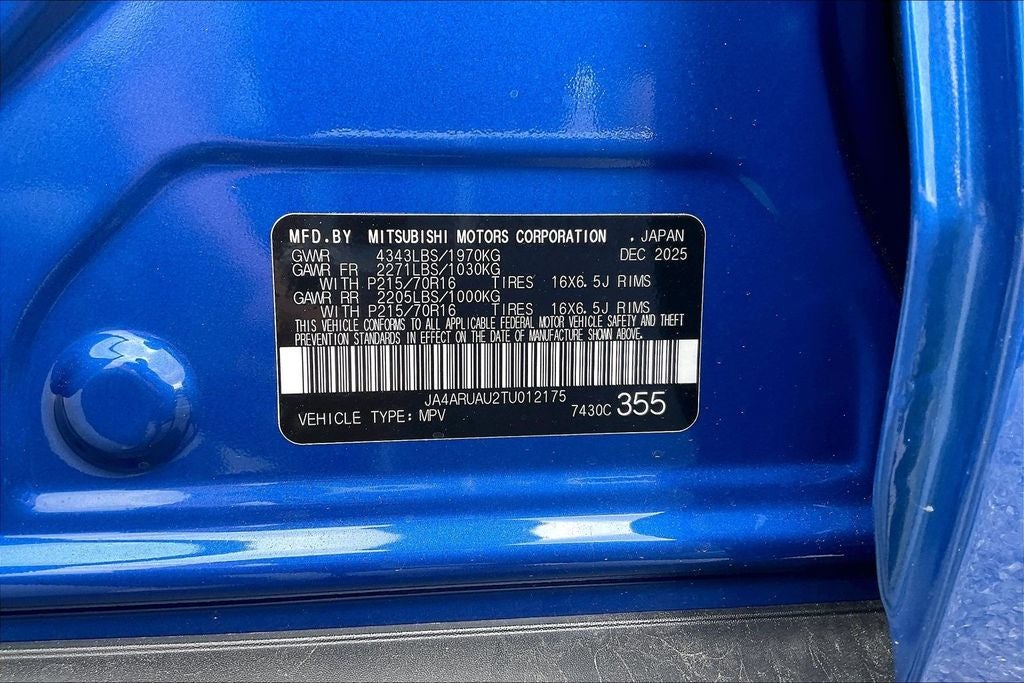 MFD.BY MITSUBISHI MOTORS CORPORATION . JAPAN
GVWR 4343LBS/1970KG DEC 2025
GAWR FR 2271LBS/1030KG
WITH P215/70R16 TIRES 16X6.5J RIMS
GAWR RR 2205LBS/1000KG
WITH P215/70R16 TIRES 16X6.5J RIMS
THIS VEHICLE CONFORMS TO ALL APPLICABLE FEDERAL MOTOR VEHICLE SAFETY AND THEFT
PREVENTION STANDARDS IN EFFECT ON THE DATE OF MANUFACTURE SHOWN ABOVE.
JA4ARUAU2TU012175
VEHICLE TYPE: MPV 7430C 355